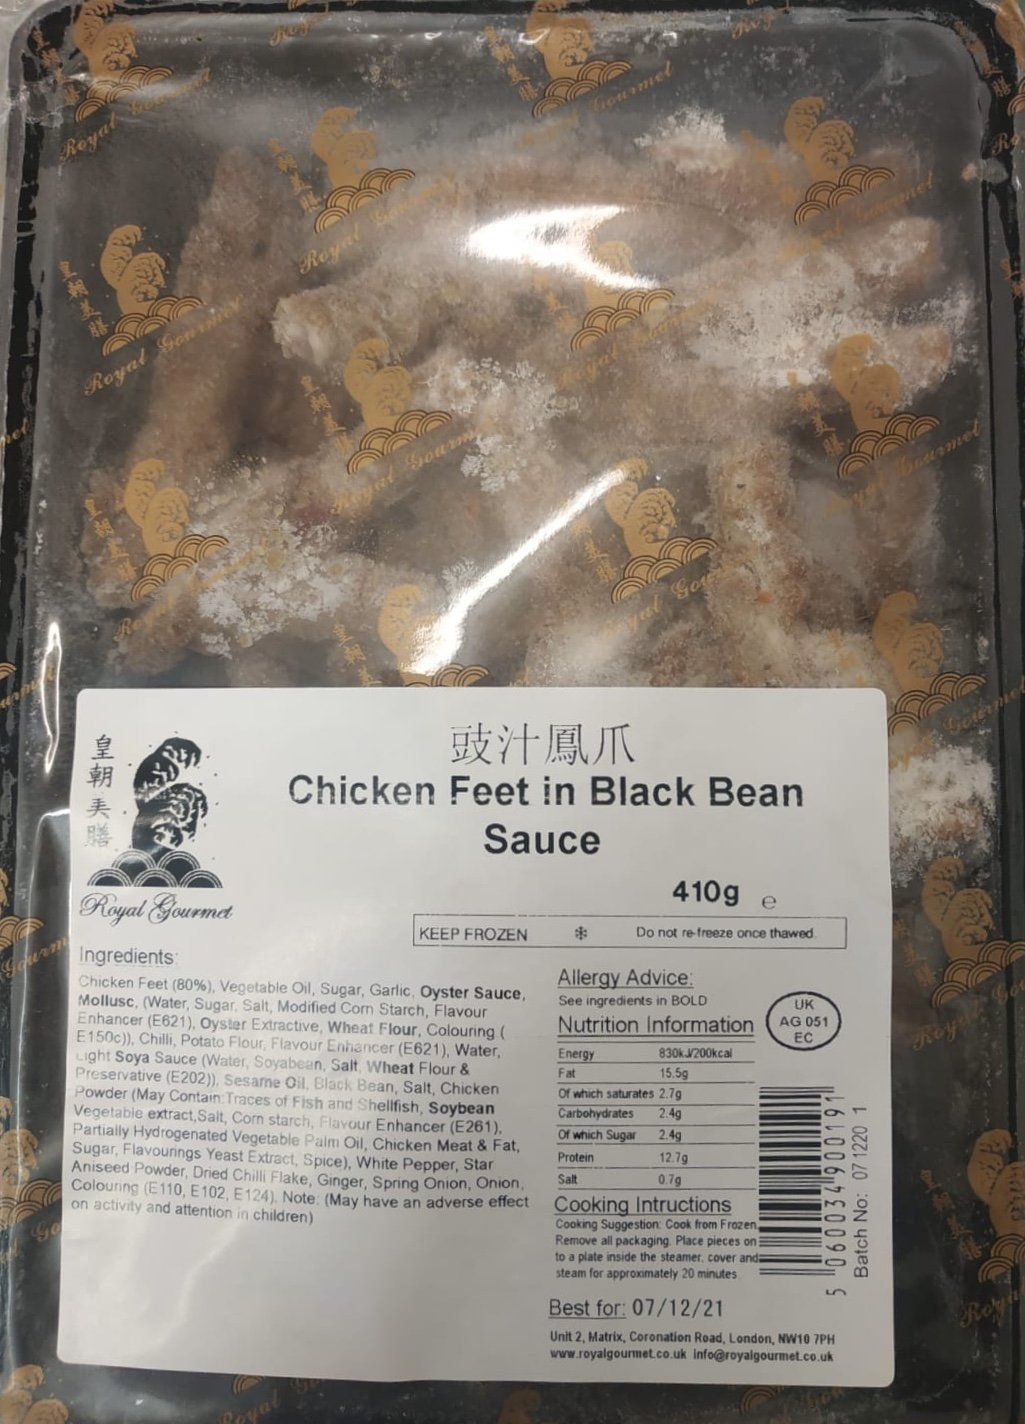 豉汁鳳爪
Chicken Feet in Black Bean
Sauce
皇朝美膳
Royal Gourmet
410g e
KEEP FROZEN Do not re-freeze once thawed.
Ingredients:
Chicken Feet (80%), Vegetable Oil, Sugar, Garlic, Oyster Sauce,
Mollusc, (Water, Sugar, Salt, Modified Corn Starch, Flavour
Enhancer (E621), Oyster Extractive, Wheat Flour, Colouring (
E150c)), Chilli, Potato Flour, Flavour Enhancer (E621), Water,
Light Soya Sauce (Water, Soyabean, Salt, Wheat Flour &
Preservative (E202)), Sesame Oil, Black Bean, Salt, Chicken
Powder (May Contain:Traces of Fish and Shellfish, Soybean
Vegetable extract,Salt, Corn starch, Flavour Enhancer (E261),
Partially Hydrogenated Vegetable Palm Oil, Chicken Meat & Fat,
Sugar, Flavourings Yeast Extract, Spice), White Pepper, Star
Aniseed Powder, Dried Chilli Flake, Ginger, Spring Onion, Onion,
Colouring (E110, E102, E124). Note: (May have an adverse effect
on activity and attention in children)
Allergy Advice:
See ingredients in BOLD
UK
AG 051
EC
Nutrition Information
Energy 830kJ/200kcal
Fat 15.5g
Of which saturates 2.7g
Carbohydrates 2.4g
Of which Sugar 2.4g
Protein 12.7g
Salt 0.7g
Cooking Intructions
Cooking Suggestion: Cook from Frozen,
Remove all packaging. Place pieces on
to a plate inside the steamer, cover and
steam for approximately 20 minutes
5 060034 900191
Batch No: 07 1220 1
Best for: 07/12/21
Unit 2, Matrix, Coronation Road, London, NW10 7PH
www.royalgourmet.co.uk info@royalgourmet.co.uk